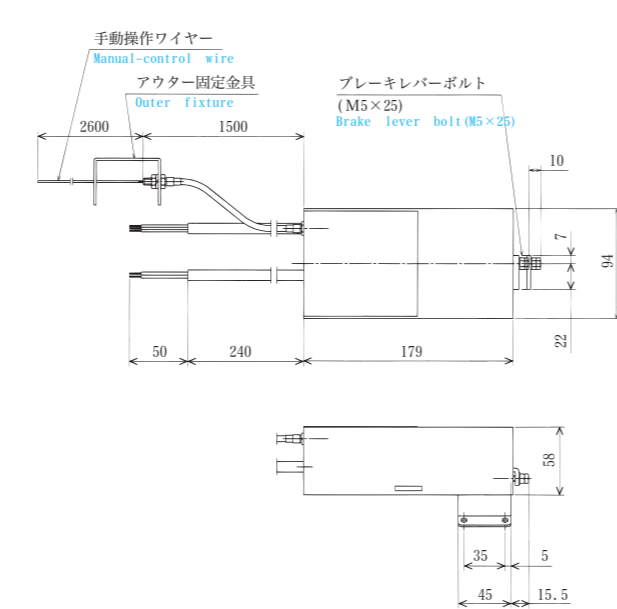 手動操作ワイヤー
Manual-control wire
アウター固定金具
Outer fixture
ブレーキレバーボルト
(M5×25)
Brake lever bolt(M5×25)
2600
1500
10
7
94
22
50
240
179
58
35
5
45
15.5